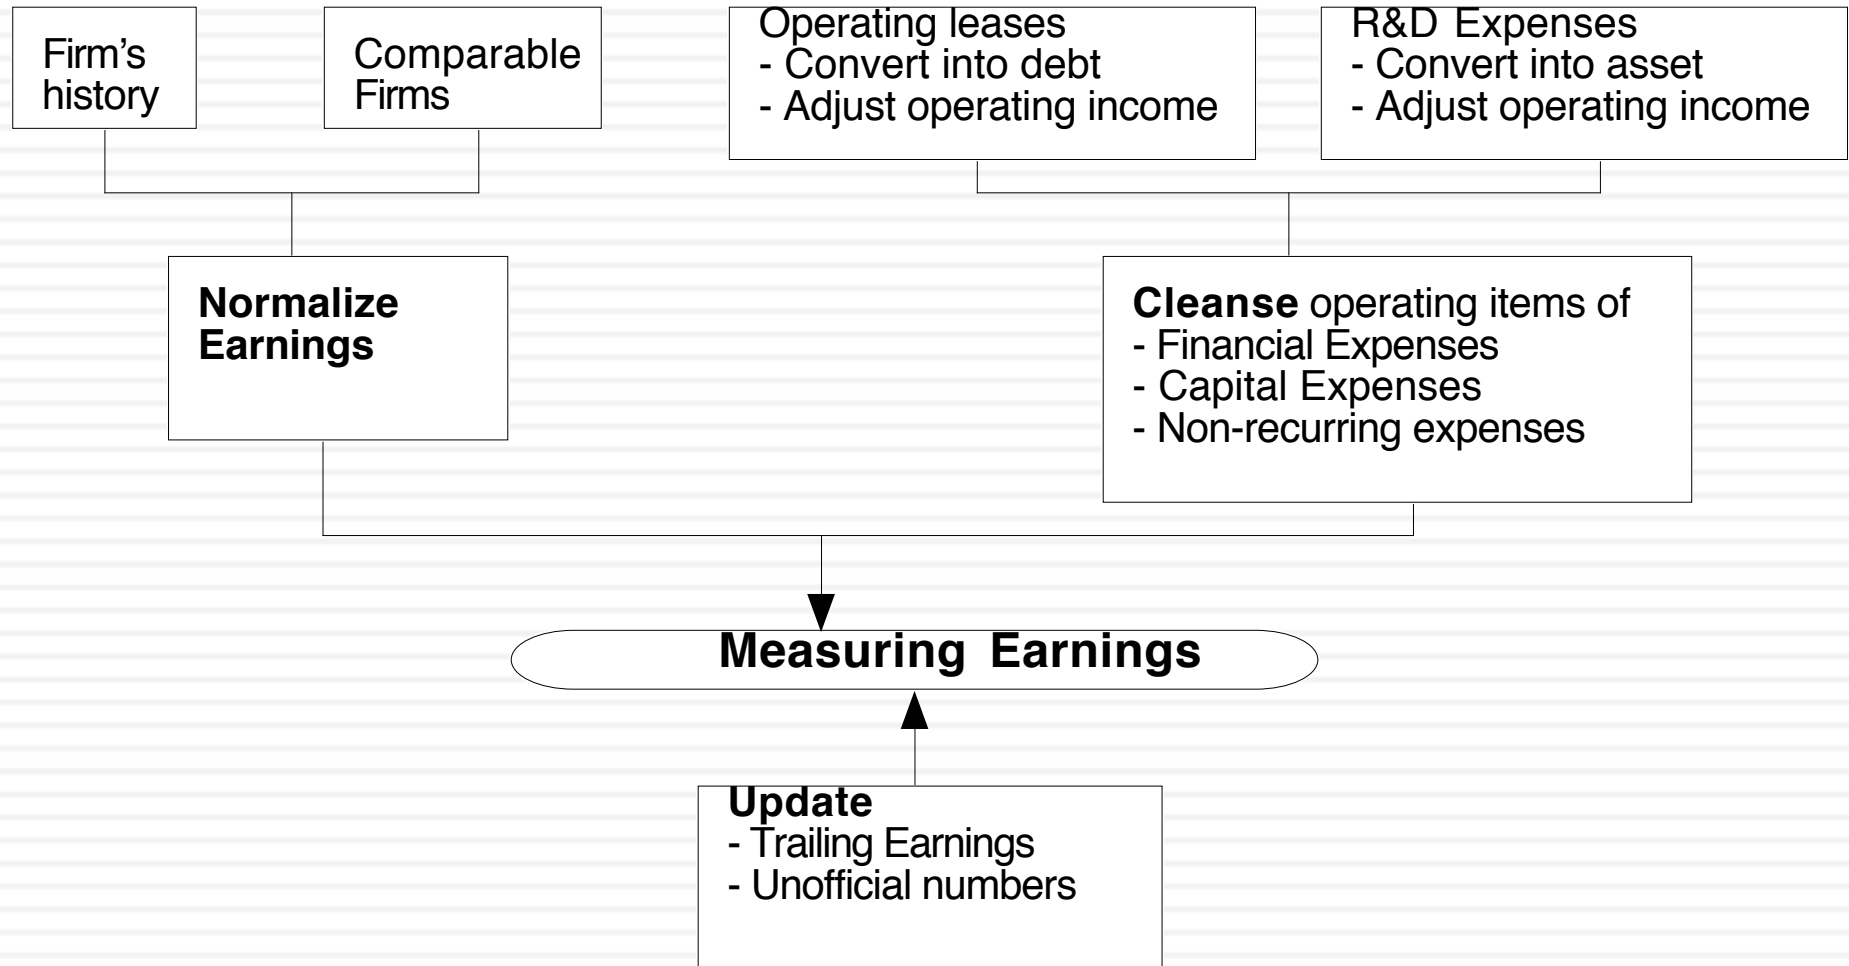 Firm's
history
Comparable
Firms
Operating leases
- Convert into debt
- Adjust operating income
R&D Expenses
- Convert into asset
- Adjust operating income
Normalize
Earnings
Cleanse operating items of
- Financial Expenses
- Capital Expenses
- Non-recurring expenses
Measuring Earnings
Update
- Trailing Earnings
- Unofficial numbers